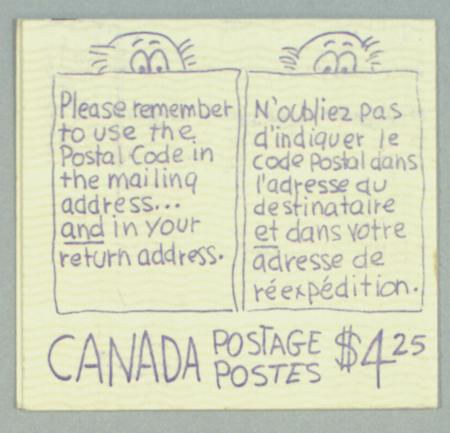 Please remember
to use the
Postal Code in
the mailing
address...
and in your
return address.
N'oubliez pas
d'indiquer le
code postal dans
l'adresse du
destinataire
et dans votre
adresse de
réexpédition.
CANADA POSTAGE POSTES $4 25